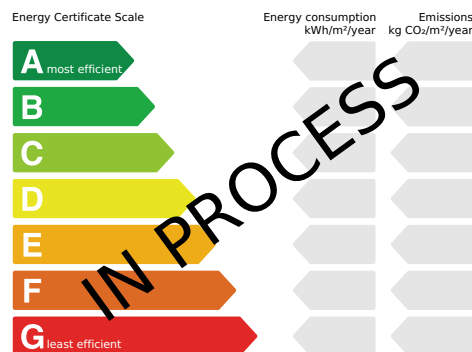 Energy Certificate Scale
Energy consumption
kWh/m²/year
Emissions
kg CO₂/m²/year
A most efficient
B
C
D
E
F
G least efficient
IN PROCESS